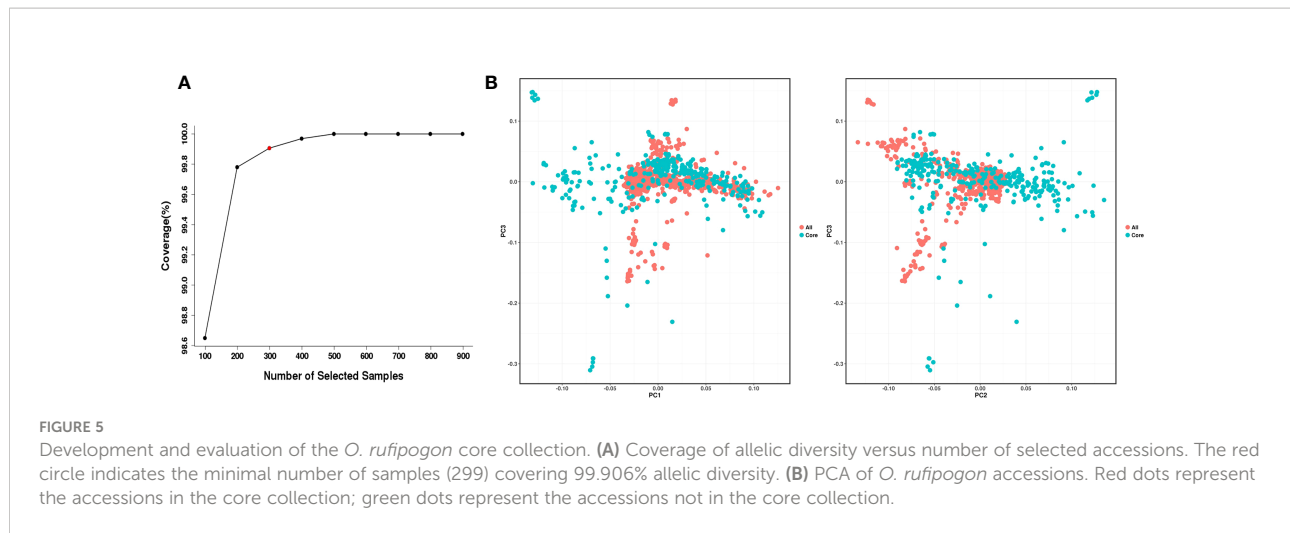 A
B
Coverage(%)
100.0
99.8
99.6
99.4
99.2
99.0
98.8
98.6
100 200 300 400 500 600 700 800 900
Number of Selected Samples
PC3
0.1
0.0
-0.1
-0.2
-0.3
-0.10 -0.05 0.00 0.05 0.10
PC1
All
Core
PC3
0.1
0.0
-0.1
-0.2
-0.3
-0.10 -0.05 0.00 0.05 0.10
PC2
All
Core
FIGURE 5
Development and evaluation of the O. rufipogon core collection. (A) Coverage of allelic diversity versus number of selected accessions. The red
circle indicates the minimal number of samples (299) covering 99.906% allelic diversity. (B) PCA of O. rufipogon accessions. Red dots represent
the accessions in the core collection; green dots represent the accessions not in the core collection.